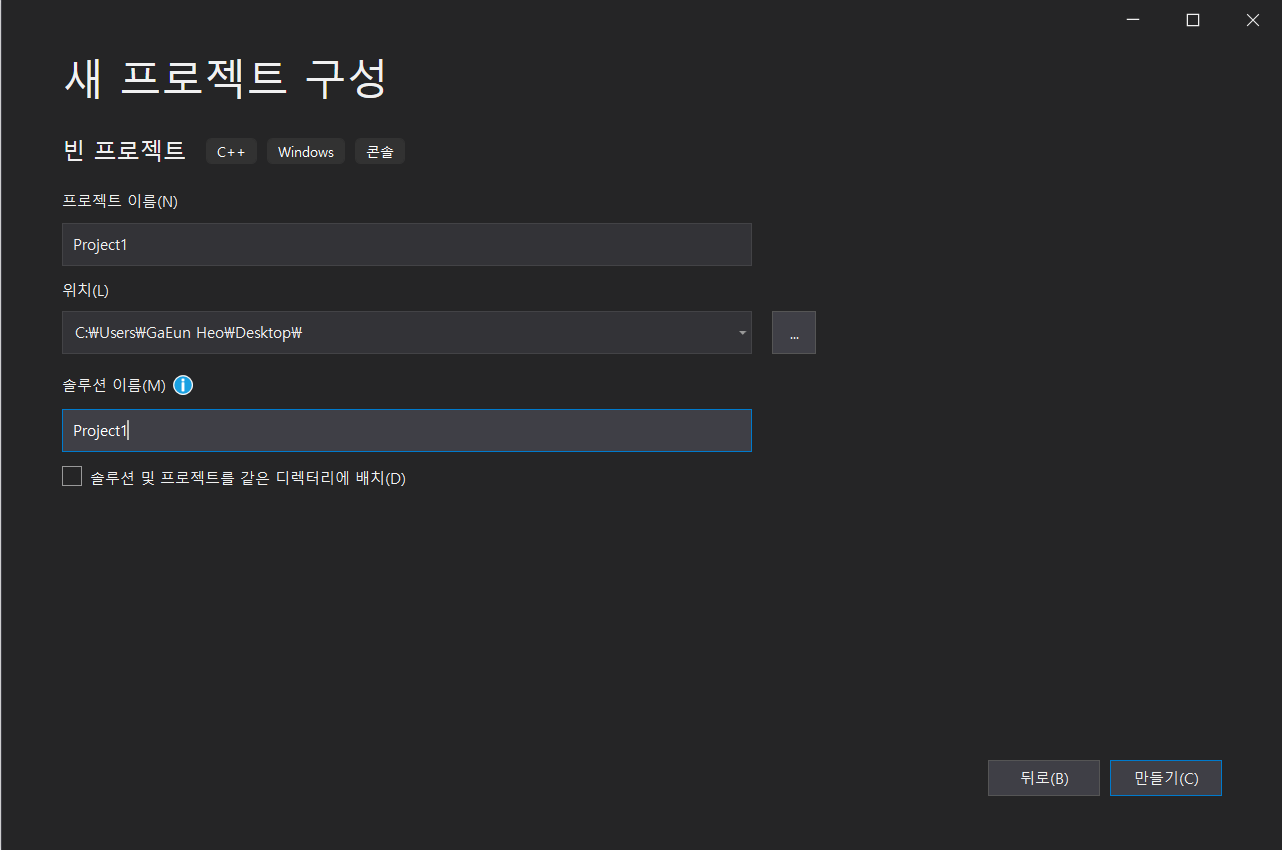 새 프로젝트 구성
빈 프로젝트 C++ Windows 콘솔
프로젝트 이름(N)
Project1
위치(L)
C:₩Users₩GaEun Heo₩Desktop₩
...
솔루션 이름(M)
Project1
솔루션 및 프로젝트를 같은 디렉터리에 배치(D)
뒤로(B) 만들기(C)